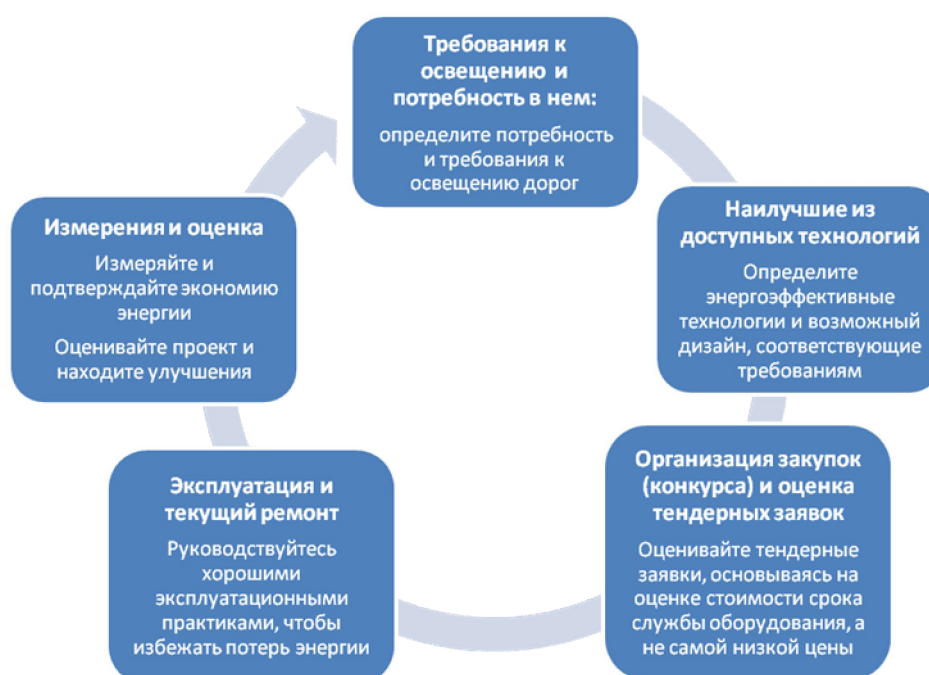 Требования к
освещению и
потребность в нем:
определите потребность
и требования к
освещению дорог
Наилучшие из
доступных технологий
Определите
энергоэффективные
технологии и возможный
дизайн, соответствующие
требованиям
Организация закупок
(конкурса) и оценка
тендерных заявок
Оценивайте тендерные
заявки, основываясь на
оценке стоимости срока
службы оборудования, а
не самой низкой цены
Эксплуатация и
текущий ремонт
Руководствуйтесь
хорошими
эксплуатационными
практиками, чтобы
избежать потерь энергии
Измерения и оценка
Измеряйте и
подтверждайте экономию
энергии
Оценивайте проект и
находите улучшения